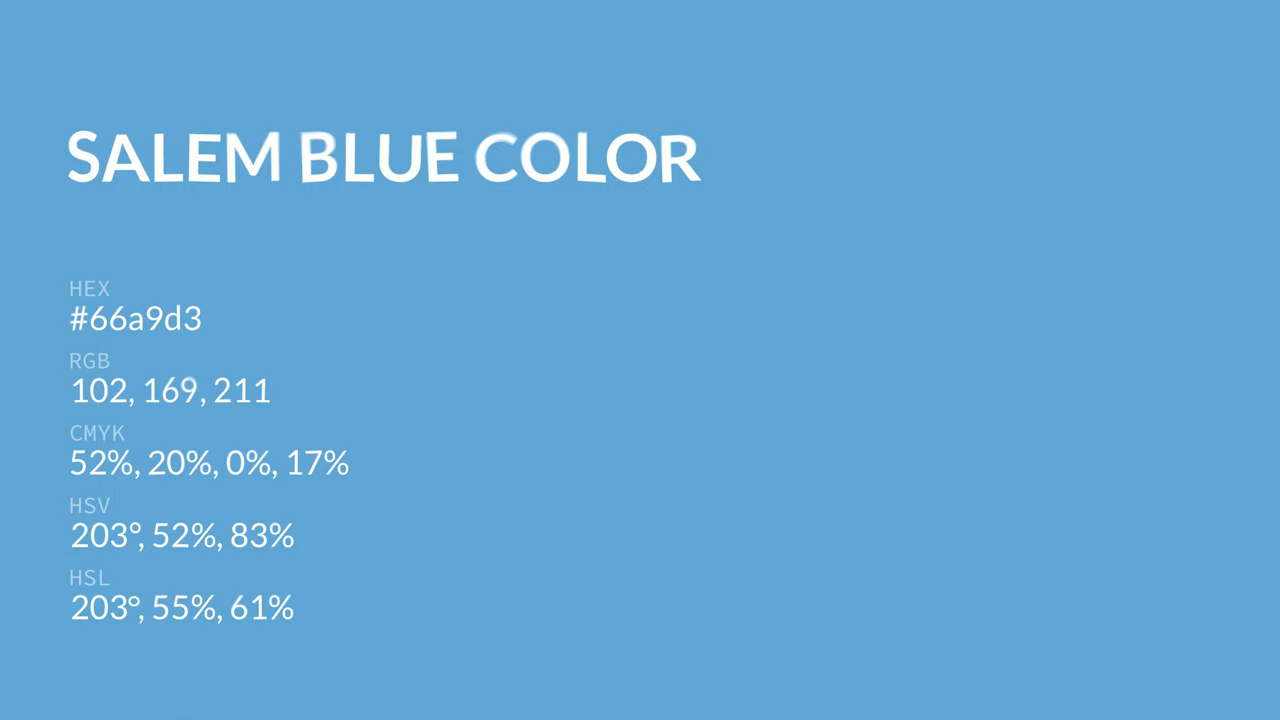 SALEM BLUE COLOR
HEX
#66a9d3
RGB
102, 169, 211
CMYK
52%, 20%, 0%, 17%
HSV
203°, 52%, 83%
HSL
203°, 55%, 61%